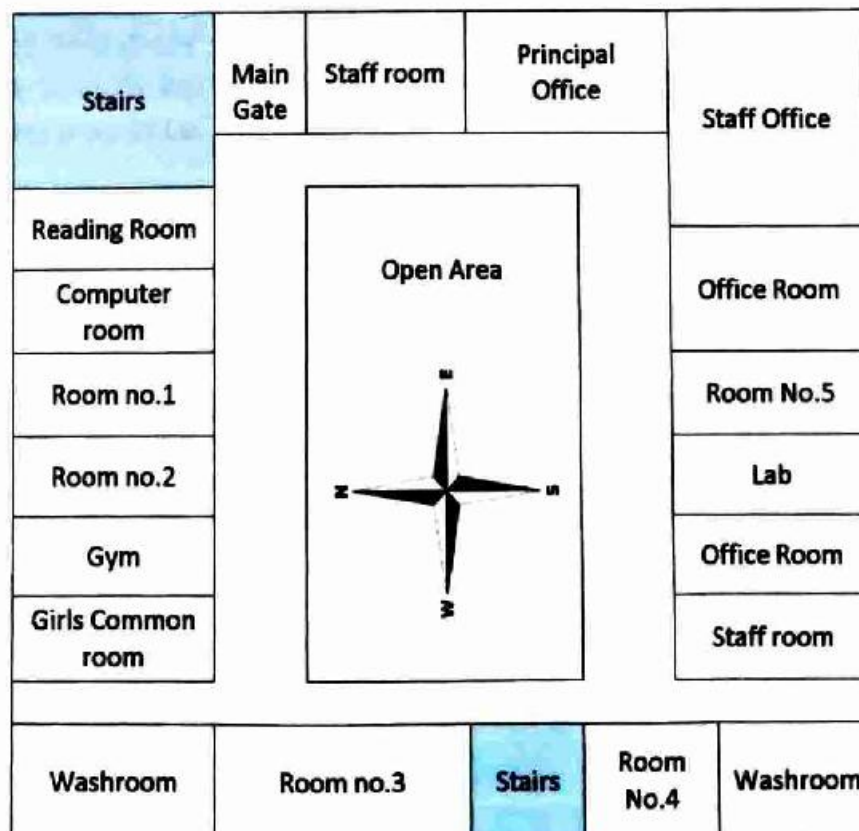 Stairs
Main
Gate
Staff room
Principal
Office
Staff Office
Reading Room
Open Area
Office Room
Computer
room
E
Room no.1
Room No.5
Room no.2
N
S
Lab
Gym
Office Room
W
Girls Common
room
Staff room
Washroom
Room no.3
Stairs
Room
No.4
Washroom